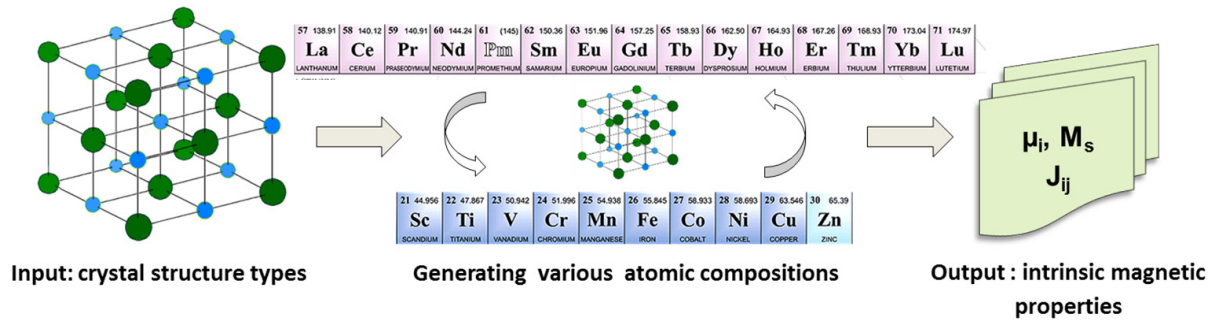 57 138.91 58 140.12 59 140.91 60 144.24 61 (145) 62 150.36 63 151.96 64 157.25 65 158.93 66 162.50 67 164.93 68 167.26 69 168.93 70 173.04 71 174.97
La Ce Pr Nd Pm Sm Eu Gd Tb Dy Ho Er Tm Yb Lu
LANTHANUM CERIUM PRASEODYMIUM NEODYMIUM PROMETHIUM SAMARIUM EUROPIUM GADOLINIUM TERBIUM DYSPROSIUM HOLMIUM ERBIUM THULIUM YTTERBIUM LUTETIUM
μi, Ms
Jij
21 44.956 22 47.867 23 50.942 24 51.996 25 54.938 26 55.845 27 58.933 28 58.693 29 63.546 30 65.39
Sc Ti V Cr Mn Fe Co Ni Cu Zn
SCANDIUM TITANIUM VANADIUM CHROMIUM MANGANESE IRON COBALT NICKEL COPPER ZINC
Input: crystal structure types
Generating various atomic compositions
Output : intrinsic magnetic
properties